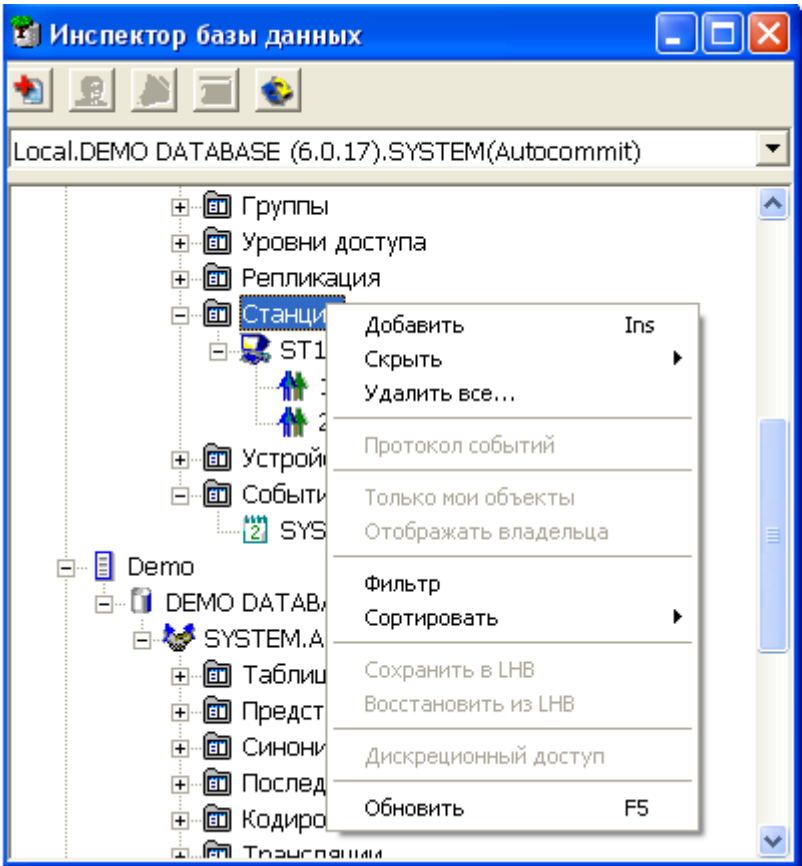 Инспектор базы данных
Local.DEMO DATABASE (6.0.17).SYSTEM(Autocommit)
Группы
Уровни доступа
Репликация
Станци
ST1
2
Устрой
Событи
SYS
Demo
DEMO DATABA
SYSTEM.A
Таблиц
Предст
Синони
Послед
Кодиро
Трансляции
Добавить Ins
Скрыть
Удалить все...
Протокол событий
Только мои объекты
Отображать владельца
Фильтр
Сортировать
Сохранить в LHB
Восстановить из LHB
Дискреционный доступ
Обновить F5